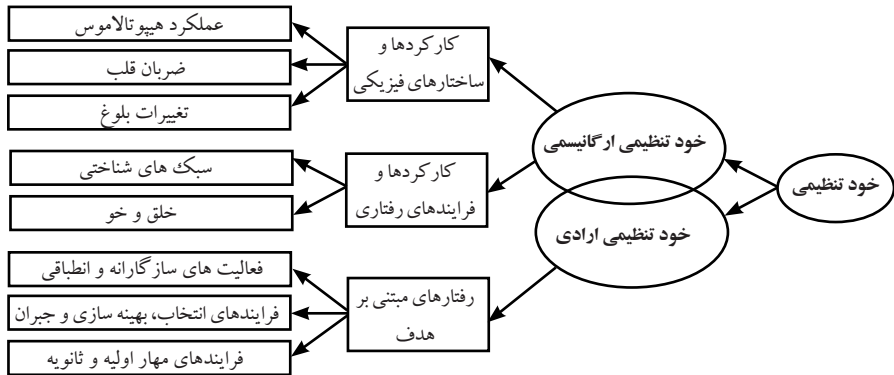 خود تنظیمی
خود تنظیمی ارگانیسمی
خود تنظیمی ارادی
کارکردها و
ساختارهای فیزیکی
کارکردها و
فرایندهای رفتاری
رفتارهای مبتنی بر
هدف
عملکرد هیپوتالاموس
ضربان قلب
تغییرات بلوغ
سبک های شناختی
خلق و خو
فعالیت های سازگارانه و انطباقی
فرایندهای انتخاب، بهینه سازی و جبران
فرایندهای مهار اولیه و ثانویه